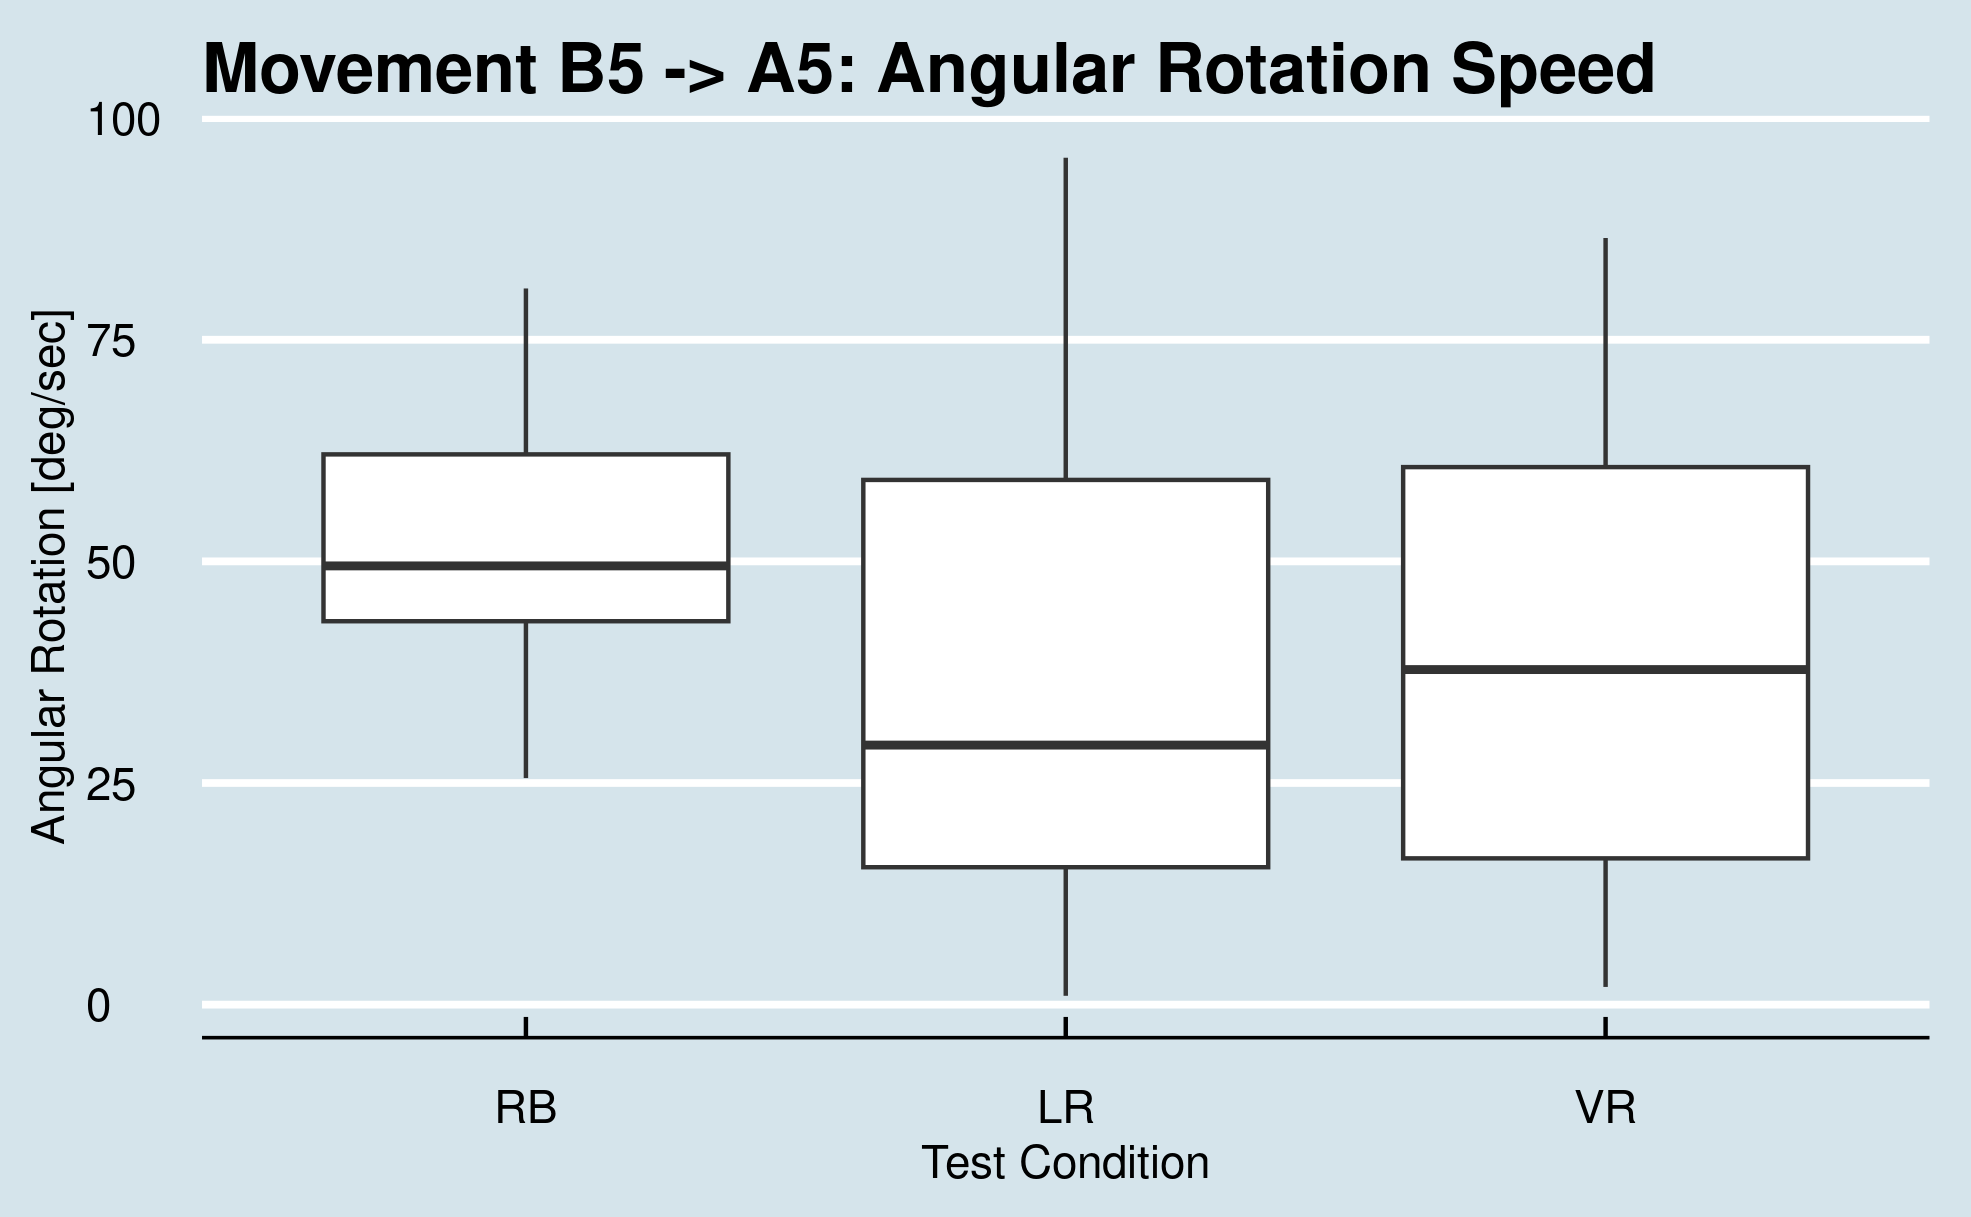 Movement B5 -> A5: Angular Rotation Speed
Angular Rotation [deg/sec]
100
75
50
25
0
RB
LR
VR
Test Condition